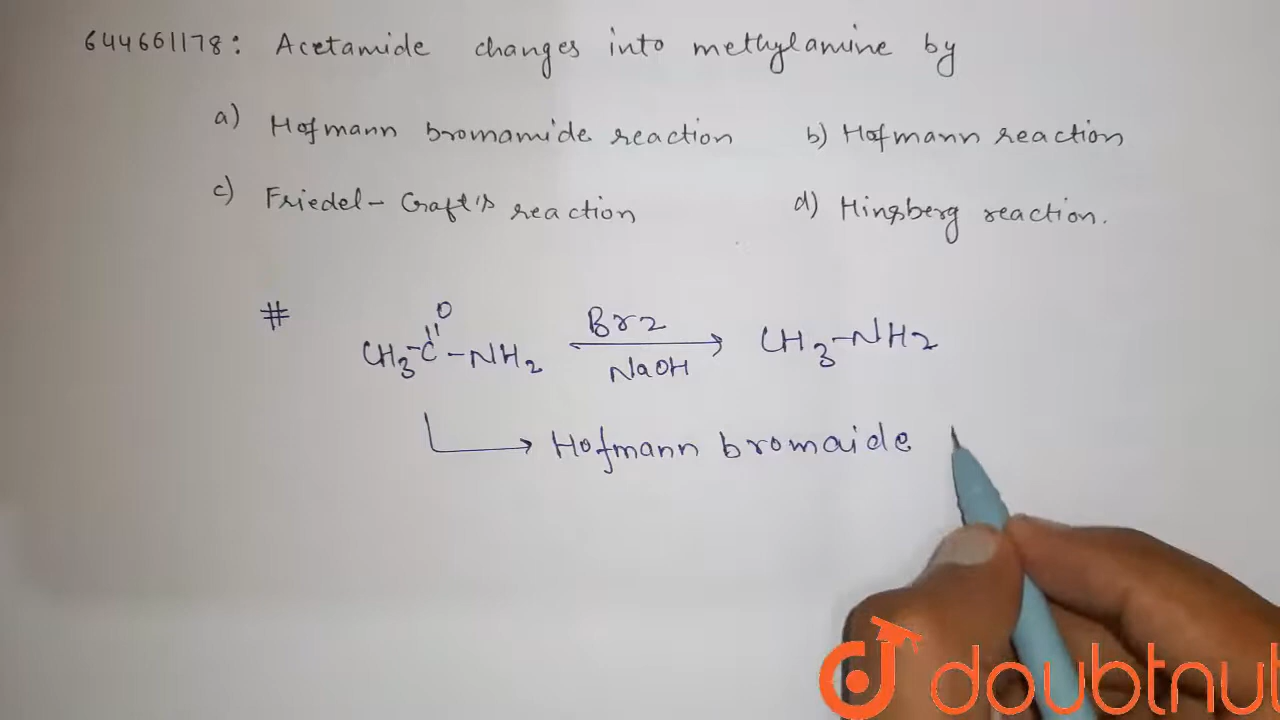 644661178: Acetamide changes into methylamine by
a) Hofmann bromamide reaction b) Hofmann reaction
c) Friedel- Craft's reaction d) Hinsberg reaction.
# CH3-C(=O)-NH2 Br2 / NaOH → CH3-NH2
→ Hofmann bromaide
doubtnut